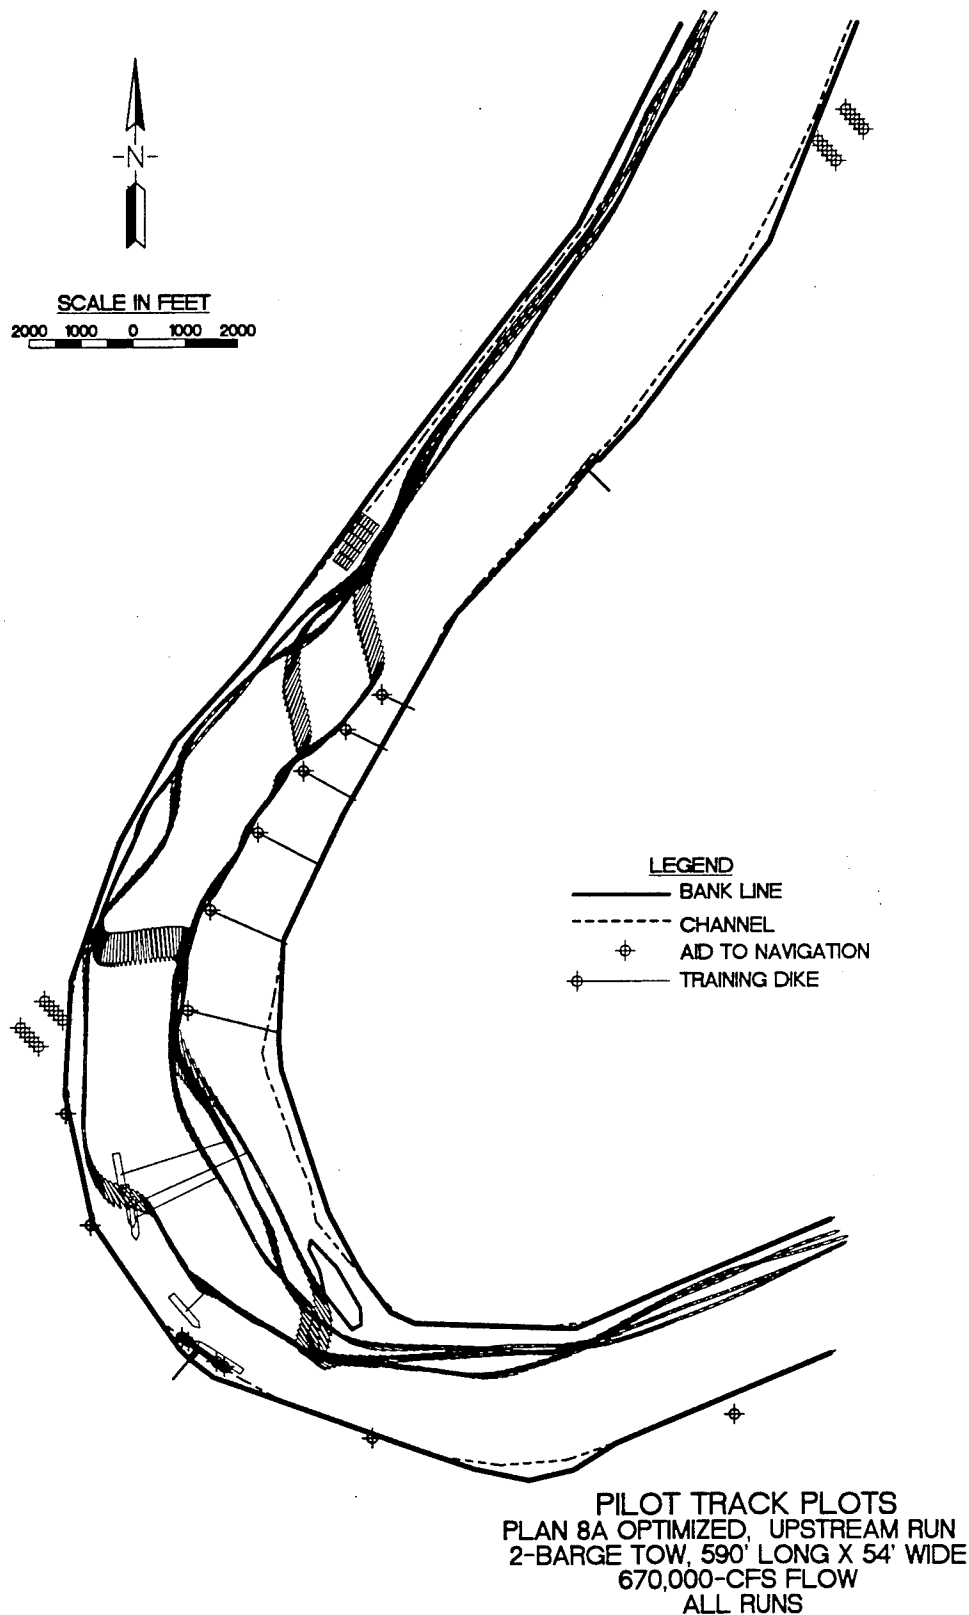 -N-
SCALE IN FEET
2000 1000 0 1000 2000
LEGEND
BANK LINE
CHANNEL
AID TO NAVIGATION
TRAINING DIKE
PILOT TRACK PLOTS
PLAN 8A OPTIMIZED, UPSTREAM RUN
2-BARGE TOW, 590' LONG X 54' WIDE
670,000-CFS FLOW
ALL RUNS